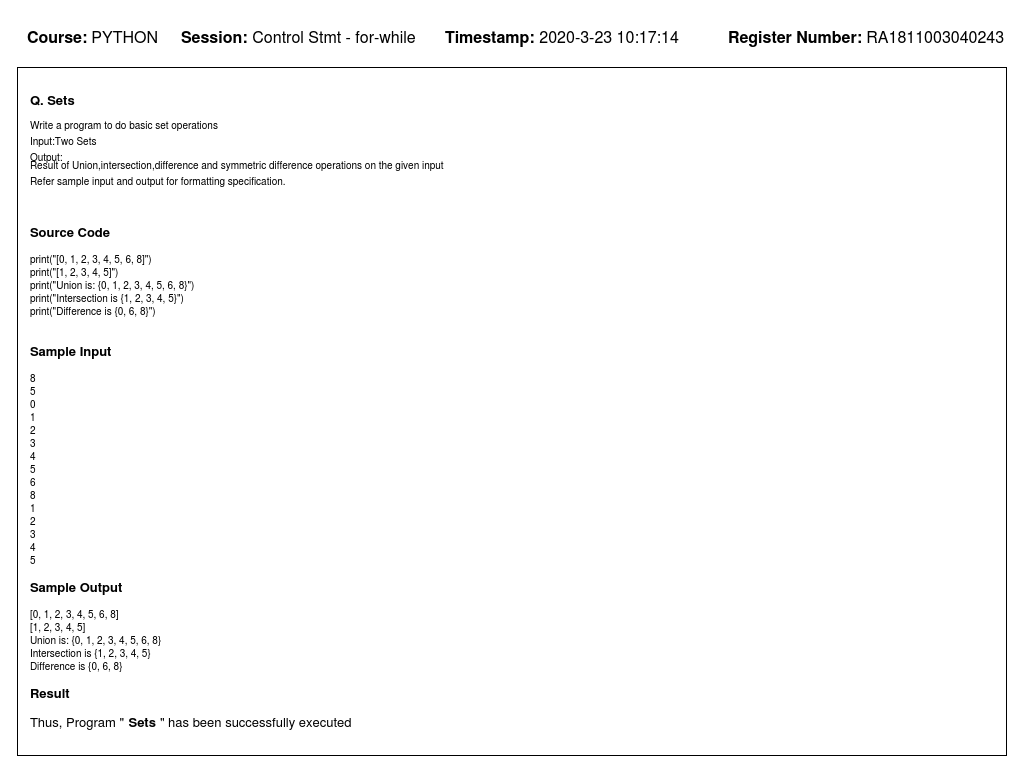 Course: PYTHON Session: Control Stmt - for-while Timestamp: 2020-3-23 10:17:14 Register Number: RA1811003040243
Q. Sets
Write a program to do basic set operations
Input:Two Sets
Output:
Result of Union,intersection,difference and symmetric difference operations on the given input
Refer sample input and output for formatting specification.
Source Code
print("[0, 1, 2, 3, 4, 5, 6, 8]")
print("[1, 2, 3, 4, 5]")
print("Union is: {0, 1, 2, 3, 4, 5, 6, 8}")
print("Intersection is {1, 2, 3, 4, 5}")
print("Difference is {0, 6, 8}")
Sample Input
8
5
0
1
2
3
4
5
6
8
1
2
3
4
5
Sample Output
[0, 1, 2, 3, 4, 5, 6, 8]
[1, 2, 3, 4, 5]
Union is: {0, 1, 2, 3, 4, 5, 6, 8}
Intersection is {1, 2, 3, 4, 5}
Difference is {0, 6, 8}
Result
Thus, Program " Sets " has been successfully executed